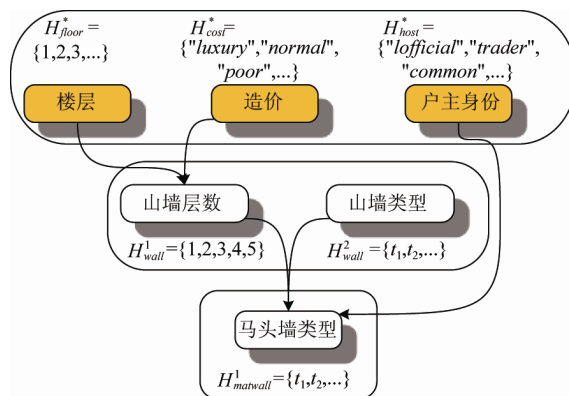 H*floor= H*cost= H*host=
{1,2,3,...} {"luxury","normal", {"lofficial","trader",
"poor",...} "common",...}
楼层 造价 户主身份
山墙层数 山墙类型
H¹wall={1,2,3,4,5} H²wall={t₁,t₂,...}
马头墙类型
H¹matwall={t₁,t₂,...}